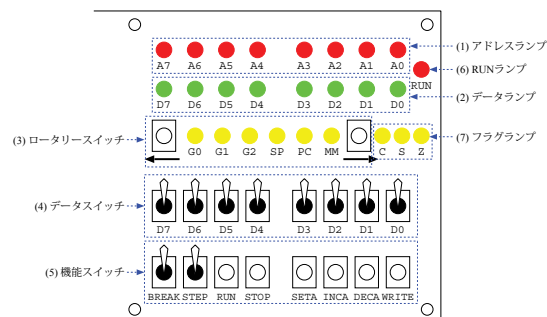 (1) アドレスランプ
A7 A6 A5 A4 A3 A2 A1 A0
(6) RUNランプ
RUN
(2) データランプ
D7 D6 D5 D4 D3 D2 D1 D0
(3) ロータリースイッチ
G0 G1 G2 SP PC MM
C S Z
(7) フラグランプ
(4) データスイッチ
D7 D6 D5 D4 D3 D2 D1 D0
(5) 機能スイッチ
BREAK STEP RUN STOP SETA INCA DECA WRITE